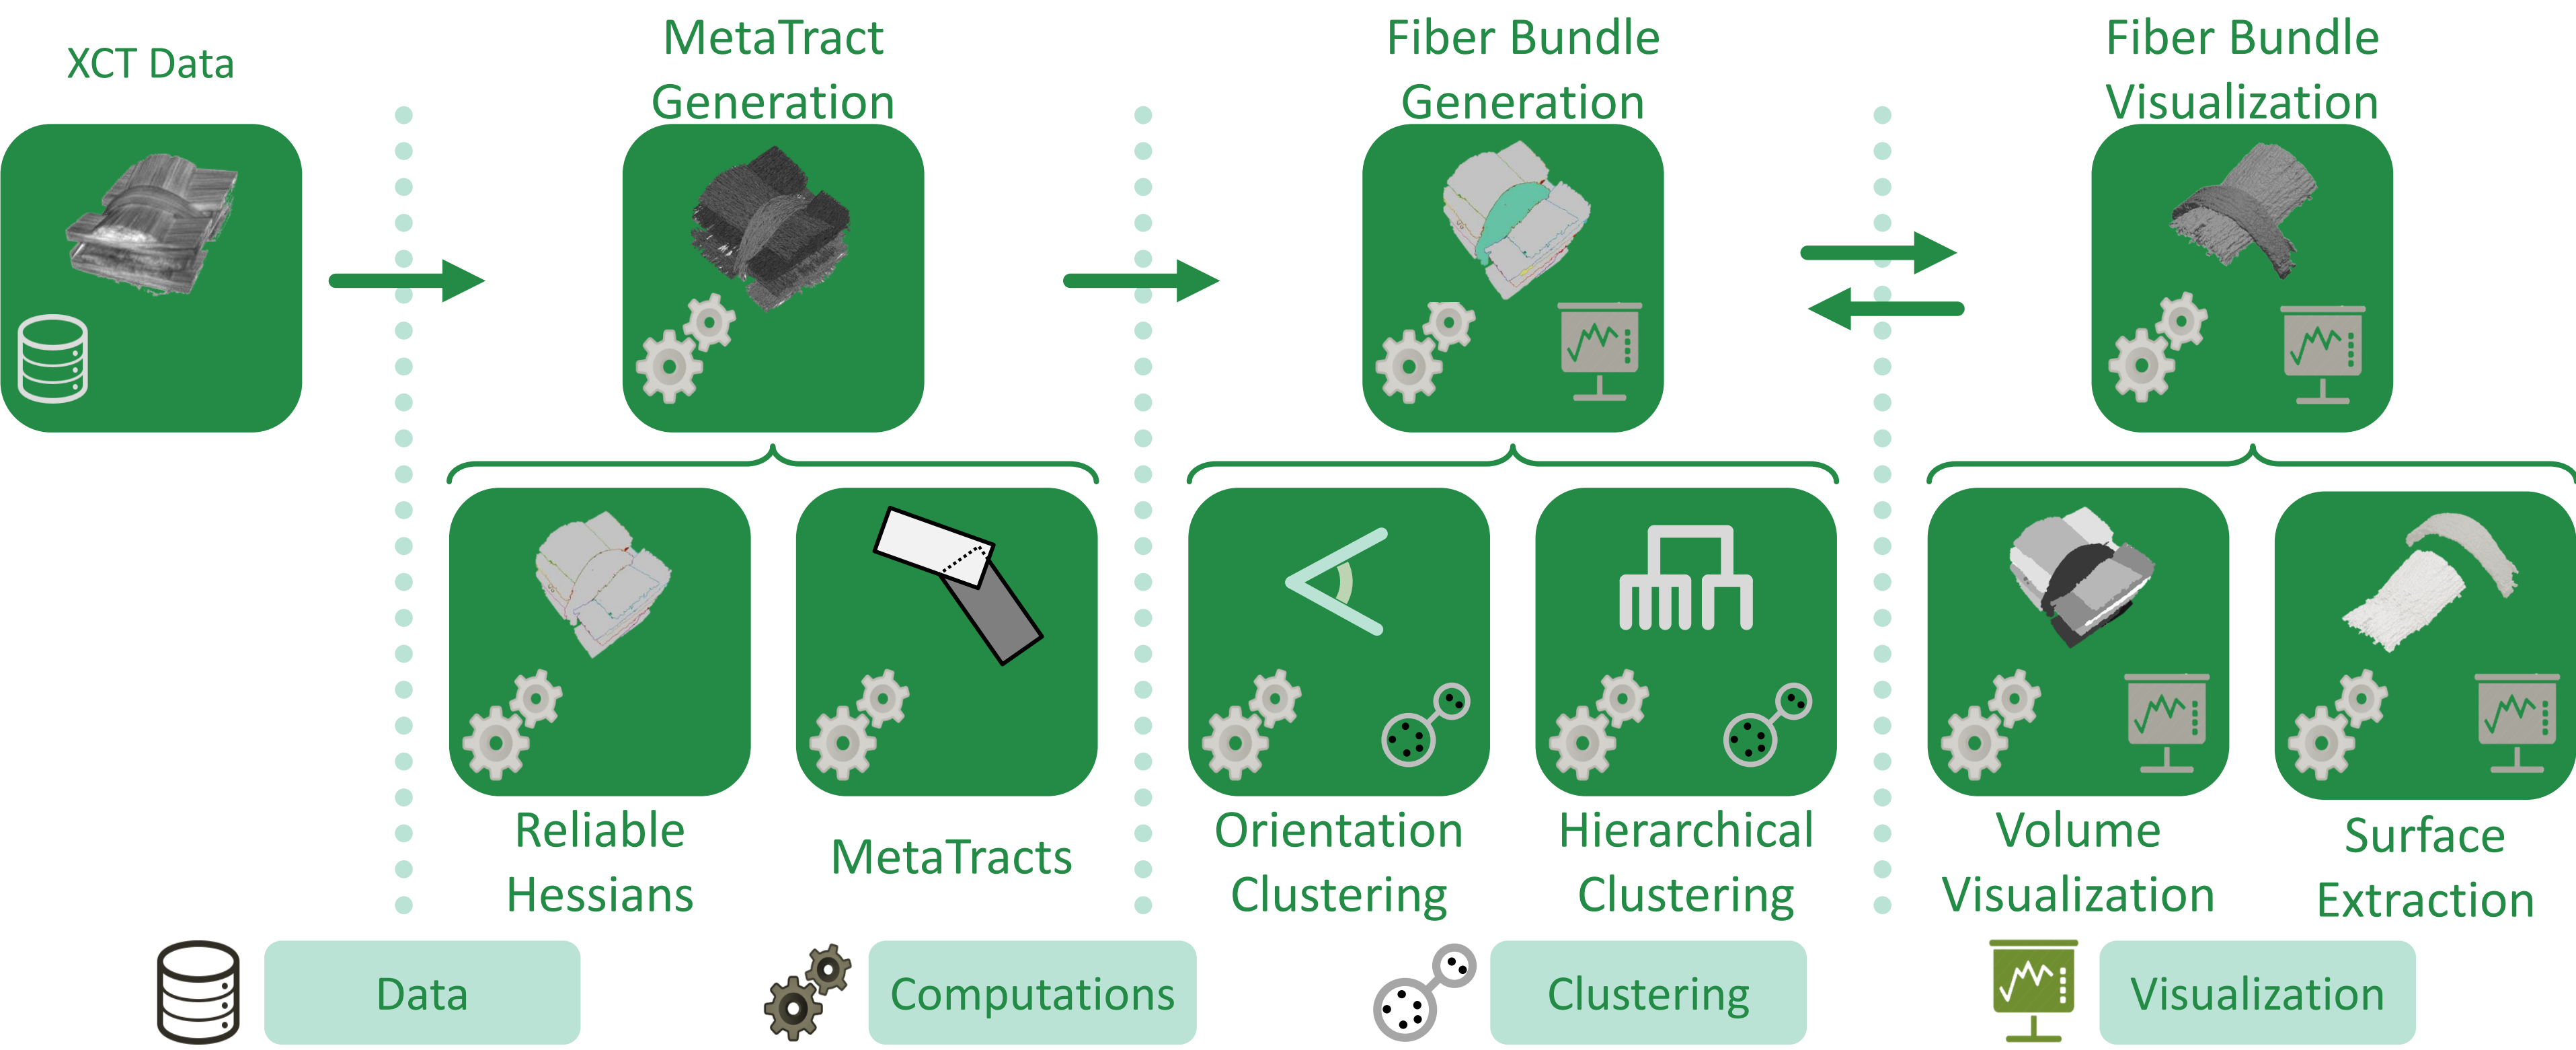 XCT Data
MetaTract
Generation
Fiber Bundle
Generation
Fiber Bundle
Visualization
Reliable
Hessians
MetaTracts
Orientation
Clustering
Hierarchical
Clustering
Volume
Visualization
Surface
Extraction
Data
Computations
Clustering
Visualization